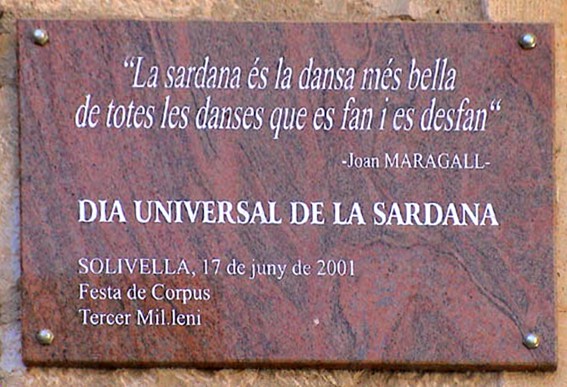 “La sardana és la dansa més bella
de totes les danses que es fan i es desfan“
-Joan MARAGALL-
DIA UNIVERSAL DE LA SARDANA
SOLIVELLA, 17 de juny de 2001
Festa de Corpus
Tercer Mil.leni